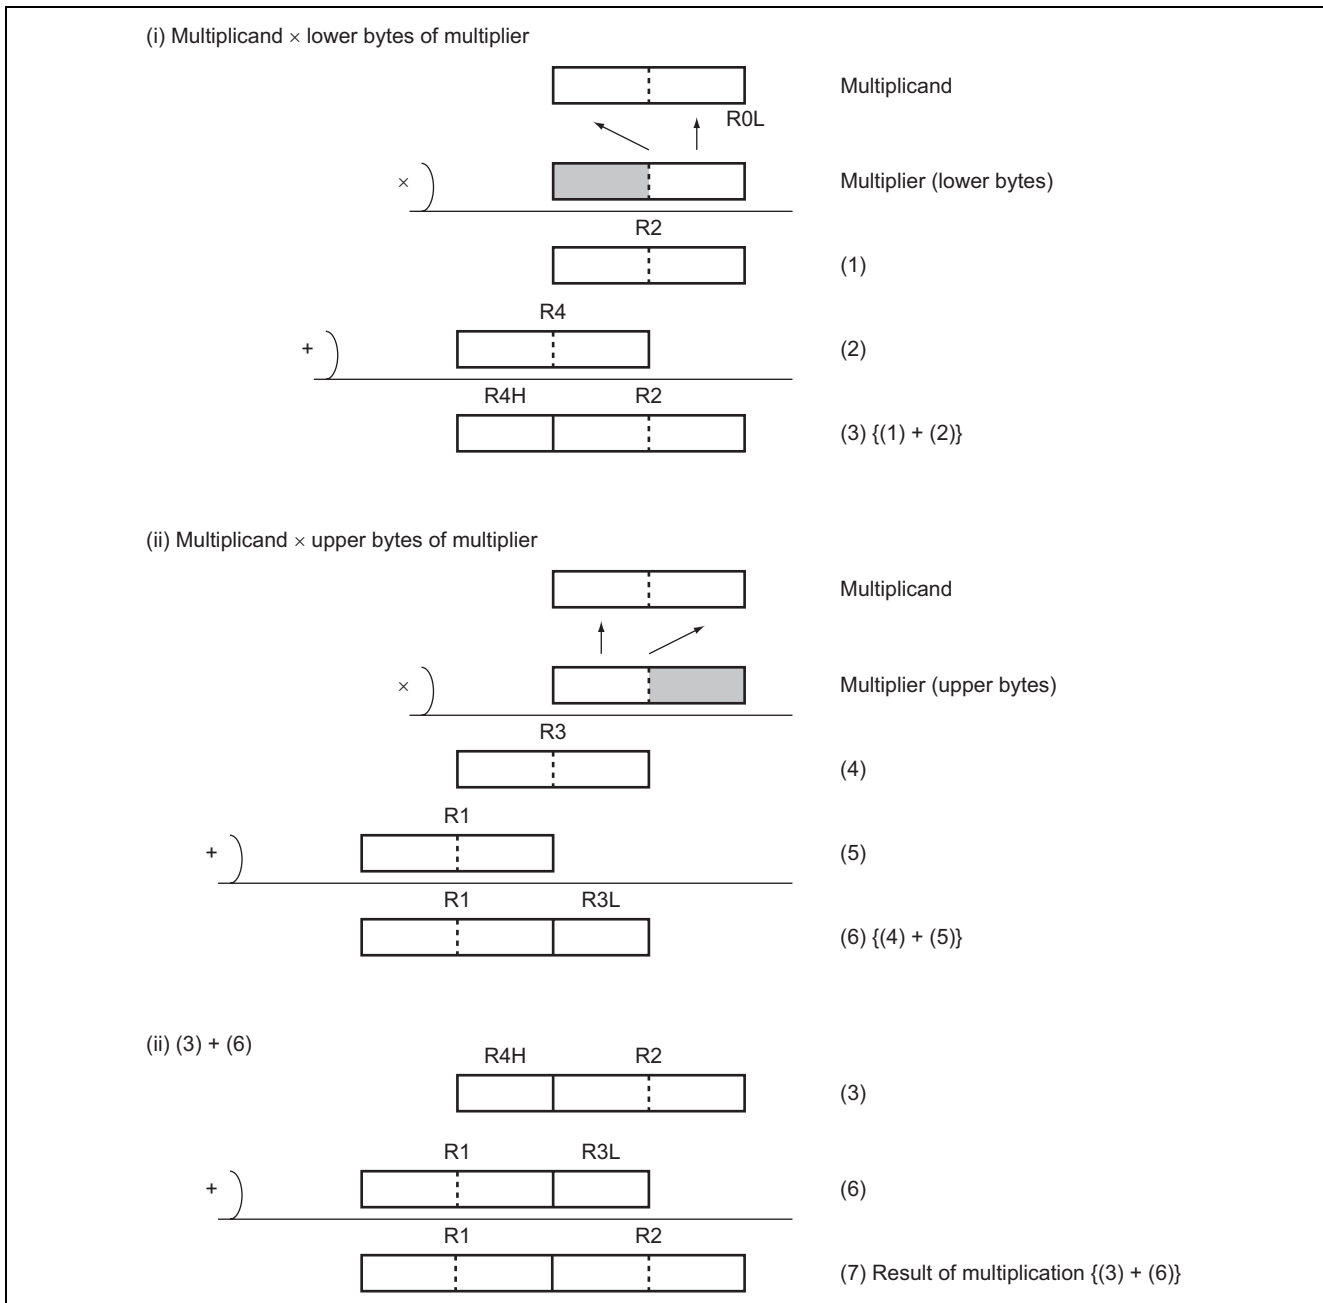 (i) Multiplicand × lower bytes of multiplier
Multiplicand
R0L
× Multiplier (lower bytes)
R2
(1)
R4
+ (2)
R4H R2
(3) {(1) + (2)}
(ii) Multiplicand × upper bytes of multiplier
Multiplicand
× Multiplier (upper bytes)
R3
(4)
R1
+ (5)
R1 R3L
(6) {(4) + (5)}
(ii) (3) + (6)
R4H R2
(3)
R1 R3L
+ (6)
R1 R2
(7) Result of multiplication {(3) + (6)}